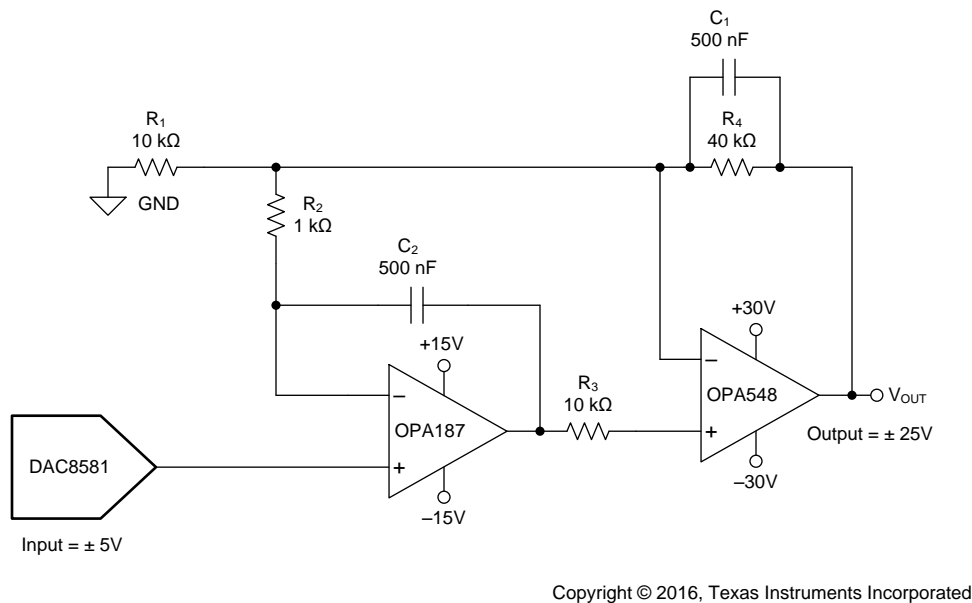 C₁
500 nF
R₁
10 kΩ
R₄
40 kΩ
GND
R₂
1 kΩ
C₂
500 nF
+30V
+15V
–
R₃
10 kΩ
–
OPA548
V_OUT
OPA187
+
Output = ± 25V
DAC8581
+
–30V
–15V
Input = ± 5V
Copyright © 2016, Texas Instruments Incorporated